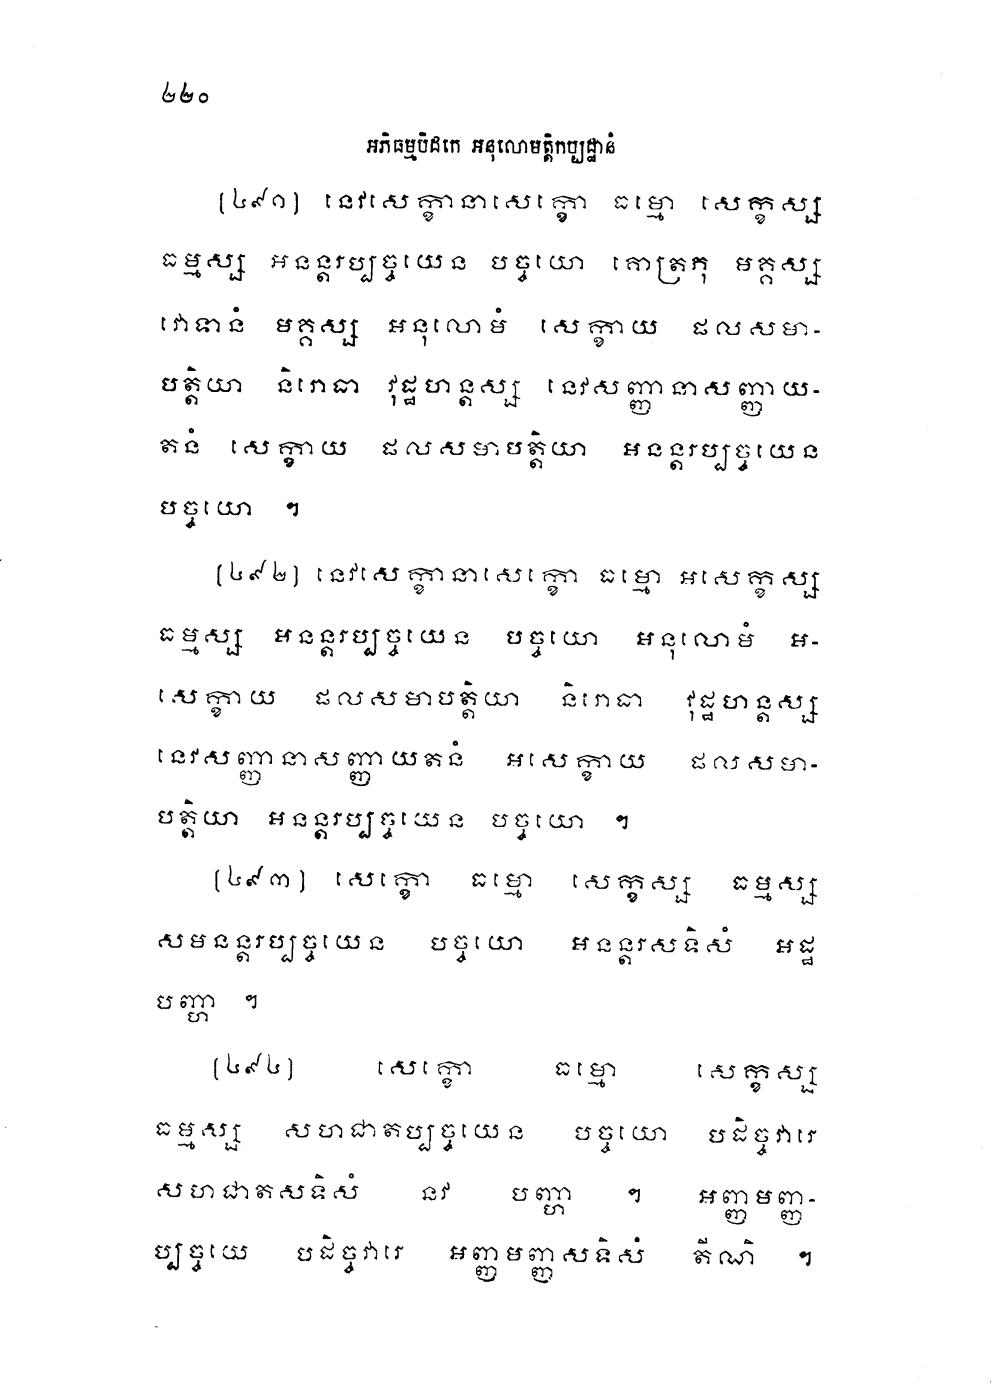 ២២០
អភិធម្មបិដកេ អនុលោមត្តិកប្បដ្ឋានំ
(៤៩១) នេវសេក្ខានាសេក្ខោ ធម្មោ សេក្ខស្ស
ធម្មស្ស អនន្តរប្បច្ចយេន បច្ចយោ គោត្រភុ មគ្គស្ស
វោទានំ មគ្គស្ស អនុលោមំ សេក្ខាយ ផលសមា-
បត្តិយា និរោធា វុដ្ឋហន្តស្ស នេវសញ្ញានាសញ្ញាយ-
តនំ សេក្ខាយ ផលសមាបត្តិយា អនន្តរប្បច្ចយេន
បច្ចយោ ។
(៤៩២) នេវសេក្ខានាសេក្ខោ ធម្មោ អសេក្ខស្ស
ធម្មស្ស អនន្តរប្បច្ចយេន បច្ចយោ អនុលោមំ អ-
សេក្ខាយ ផលសមាបត្តិយា និរោធា វុដ្ឋហន្តស្ស
នេវសញ្ញានាសញ្ញាយតនំ អសេក្ខាយ ផលសមា-
បត្តិយា អនន្តរប្បច្ចយេន បច្ចយោ ។
(៤៩៣) សេក្ខោ ធម្មោ សេក្ខស្ស ធម្មស្ស
សមនន្តរប្បច្ចយេន បច្ចយោ អនន្តរសទិសំ អដ្ឋ
បញ្ហា ។
(៤៩៤) សេក្ខោ ធម្មោ សេក្ខស្ស
ធម្មស្ស សហជាតប្បច្ចយេន បច្ចយោ បដិច្ចវារេ
សហជាតសទិសំ នវ បញ្ហា ។ អញ្ញមញ្ញ-
ប្បច្ចយេ បដិច្ចវារេ អញ្ញមញ្ញសទិសំ តីណិ ។